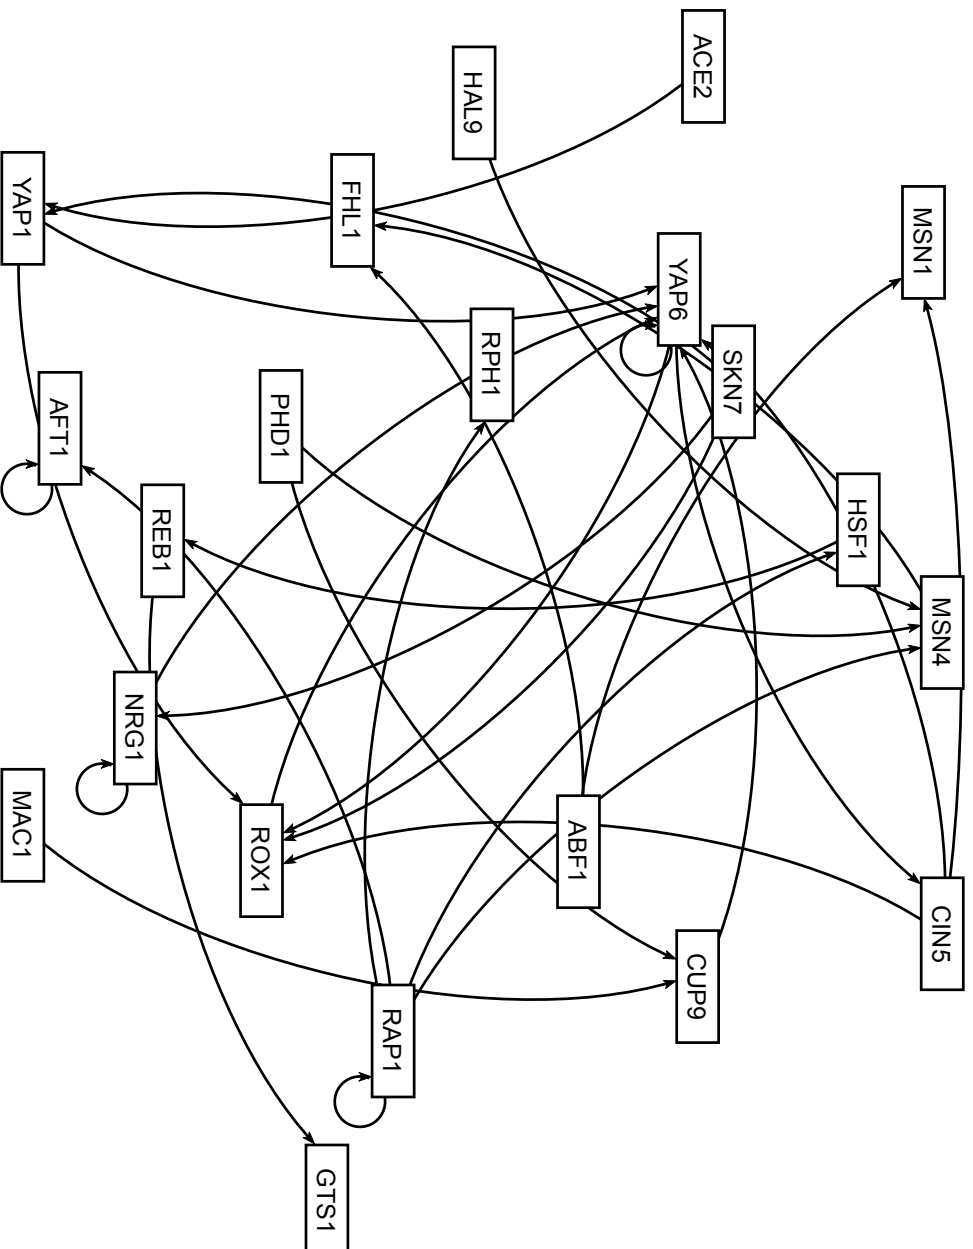 ACE2
HAL9
MSN1
YAP1
FHL1
YAP6
SKN7
RPH1
PHD1
AFT1
HSF1
REB1
MSN4
NRG1
MAC1
ROX1
ABF1
CIN5
CUP9
RAP1
GTS1